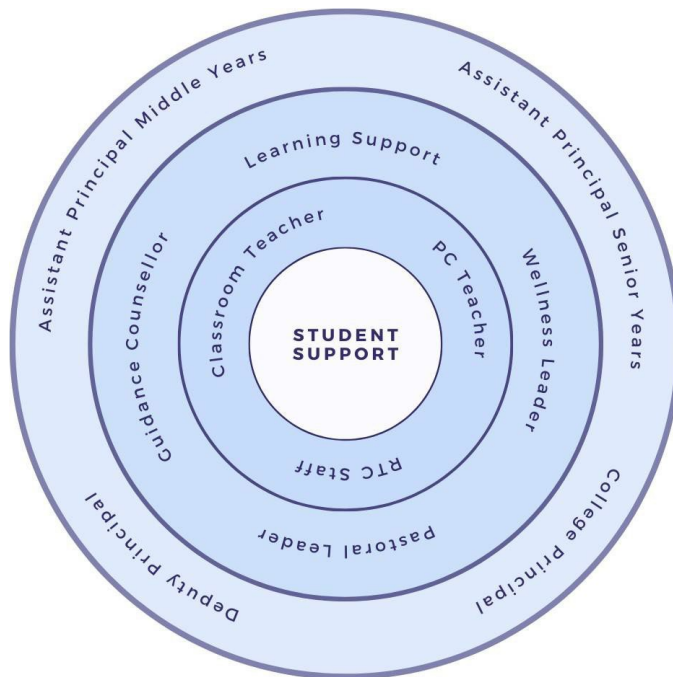 Assistant Principal Middle Years
Assistant Principal Senior Years
Learning Support
Classroom Teacher
PC Teacher
Guidance Counsellor
Wellness Leader
STUDENT
SUPPORT
RTC Staff
Pastoral Leader
Deputy Principal
College Principal